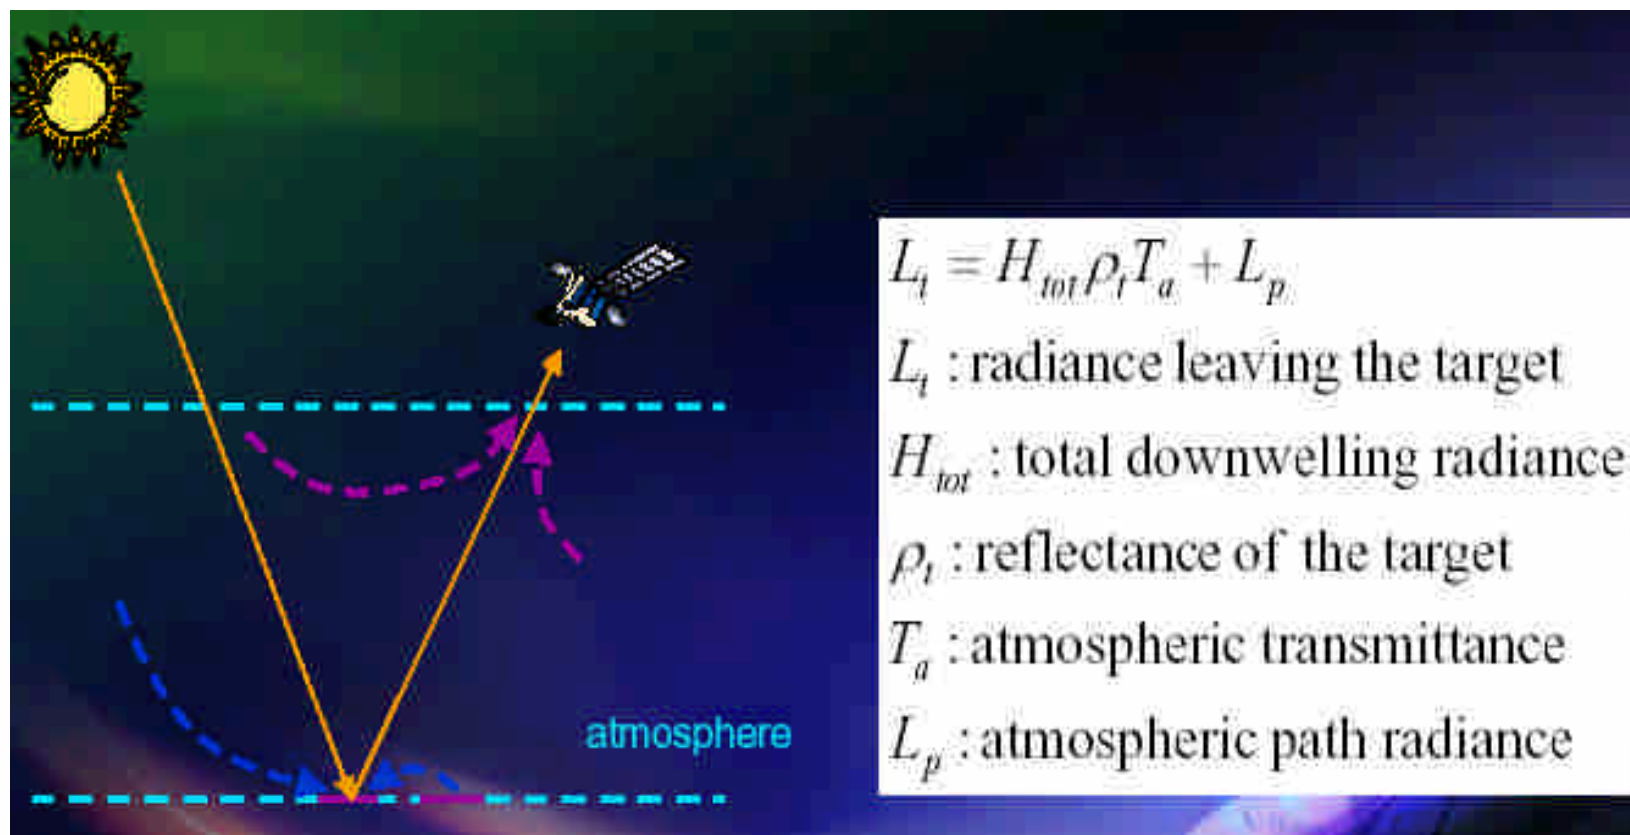 L_t = H_tot ρ_t T_a + L_p
L_t : radiance leaving the target
H_tot : total downwelling radiance
ρ_t : reflectance of the target
T_a : atmospheric transmittance
atmosphere
L_p : atmospheric path radiance